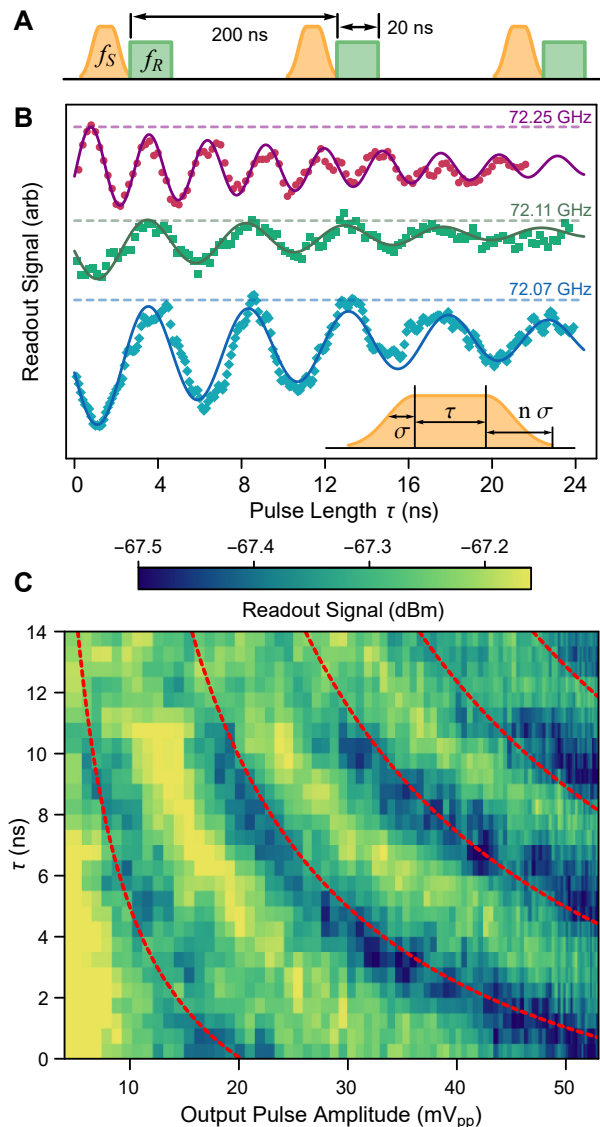 A
200 ns
20 ns
f_S
f_R
B
72.25 GHz
72.11 GHz
72.07 GHz
Readout Signal (arb)
σ
τ
n σ
0 4 8 12 16 20 24
Pulse Length τ (ns)
−67.5 −67.4 −67.3 −67.2
C
Readout Signal (dBm)
14
12
10
8
6
4
2
0
τ (ns)
10 20 30 40 50
Output Pulse Amplitude (mVpp)